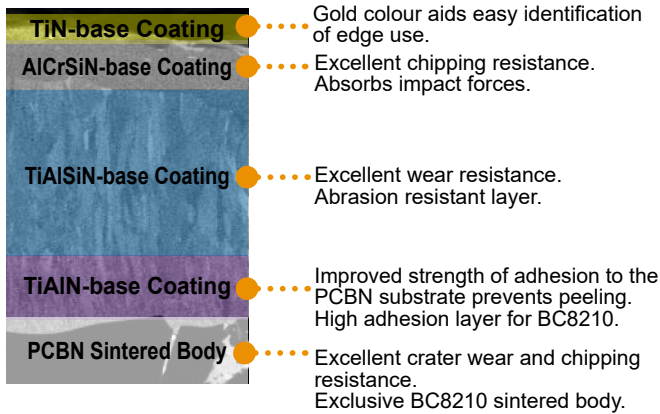 TiN-base Coating
Gold colour aids easy identification
of edge use.
AlCrSiN-base Coating
Excellent chipping resistance.
Absorbs impact forces.
TiAlSiN-base Coating
Excellent wear resistance.
Abrasion resistant layer.
TiAlN-base Coating
Improved strength of adhesion to the
PCBN substrate prevents peeling.
High adhesion layer for BC8210.
PCBN Sintered Body
Excellent crater wear and chipping
resistance.
Exclusive BC8210 sintered body.